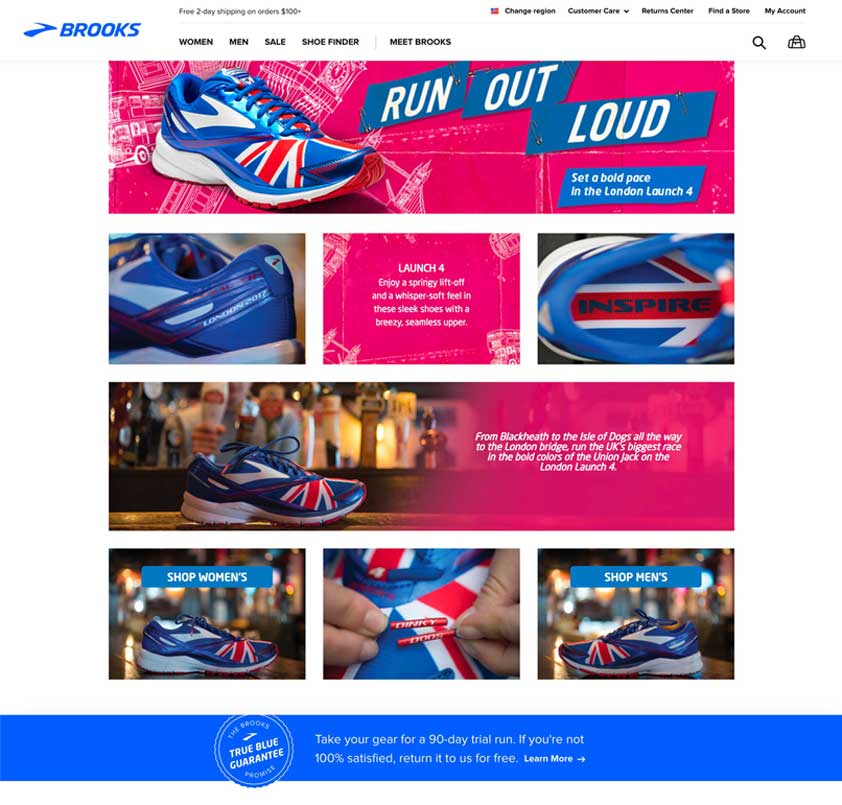 Free 2-day shipping on orders $100+
Change region
Customer Care
Returns Center
Find a Store
My Account
BROOKS
WOMEN
MEN
SALE
SHOE FINDER
MEET BROOKS
RUN OUT
LOUD
Set a bold pace
in the London Launch 4
LONDON 2017
LAUNCH 4
Enjoy a springy lift-off
and a whisper-soft feel in
these sleek shoes with a
breezy, seamless upper.
INSPIRE
IPA
From Blackheath to the Isle of Dogs all the way
to the London bridge, run the UK's biggest race
in the bold colors of the Union Jack on the
London Launch 4.
SHOP WOMEN'S
DINKY
DOOS
SHOP MEN'S
THE BROOKS
TRUE BLUE
GUARANTEE
PROMISE
Take your gear for a 90-day trial run. If you're not
100% satisfied, return it to us for free. Learn More →